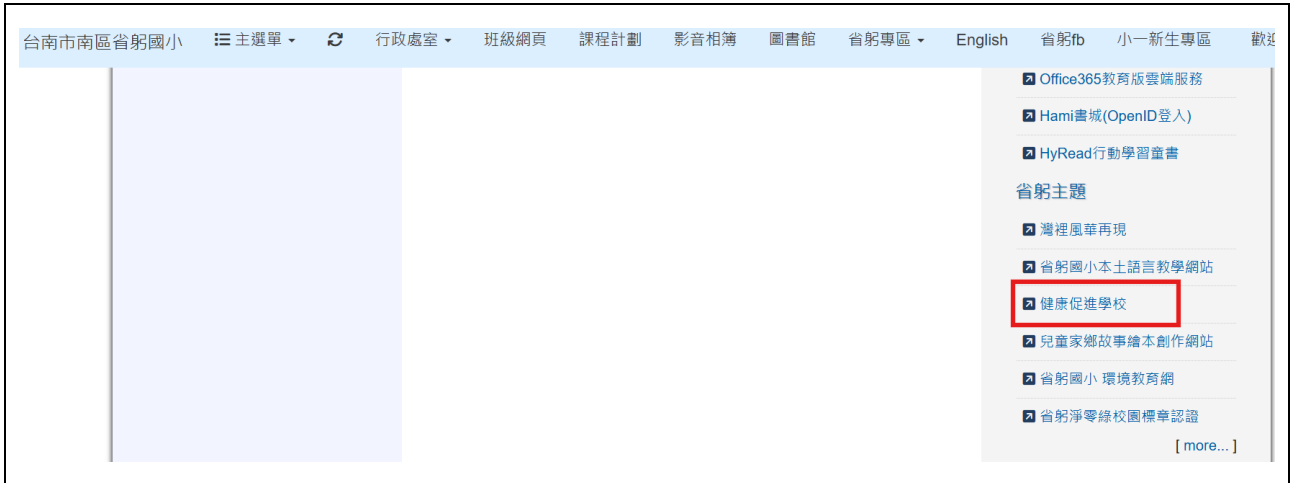 台南市南區省躬國小 主選單 行政處室 班級網頁 課程計劃 影音相簿 圖書館 省躬專區 English 省躬fb 小一新生專區 歡迎
Office365教育版雲端服務
Hami書城(OpenID登入)
HyRead行動學習童書
省躬主題
灣裡風華再現
省躬國小本土語言教學網站
健康促進學校
兒童家鄉故事繪本創作網站
省躬國小 環境教育網
省躬淨零綠校園標章認證
[ more... ]